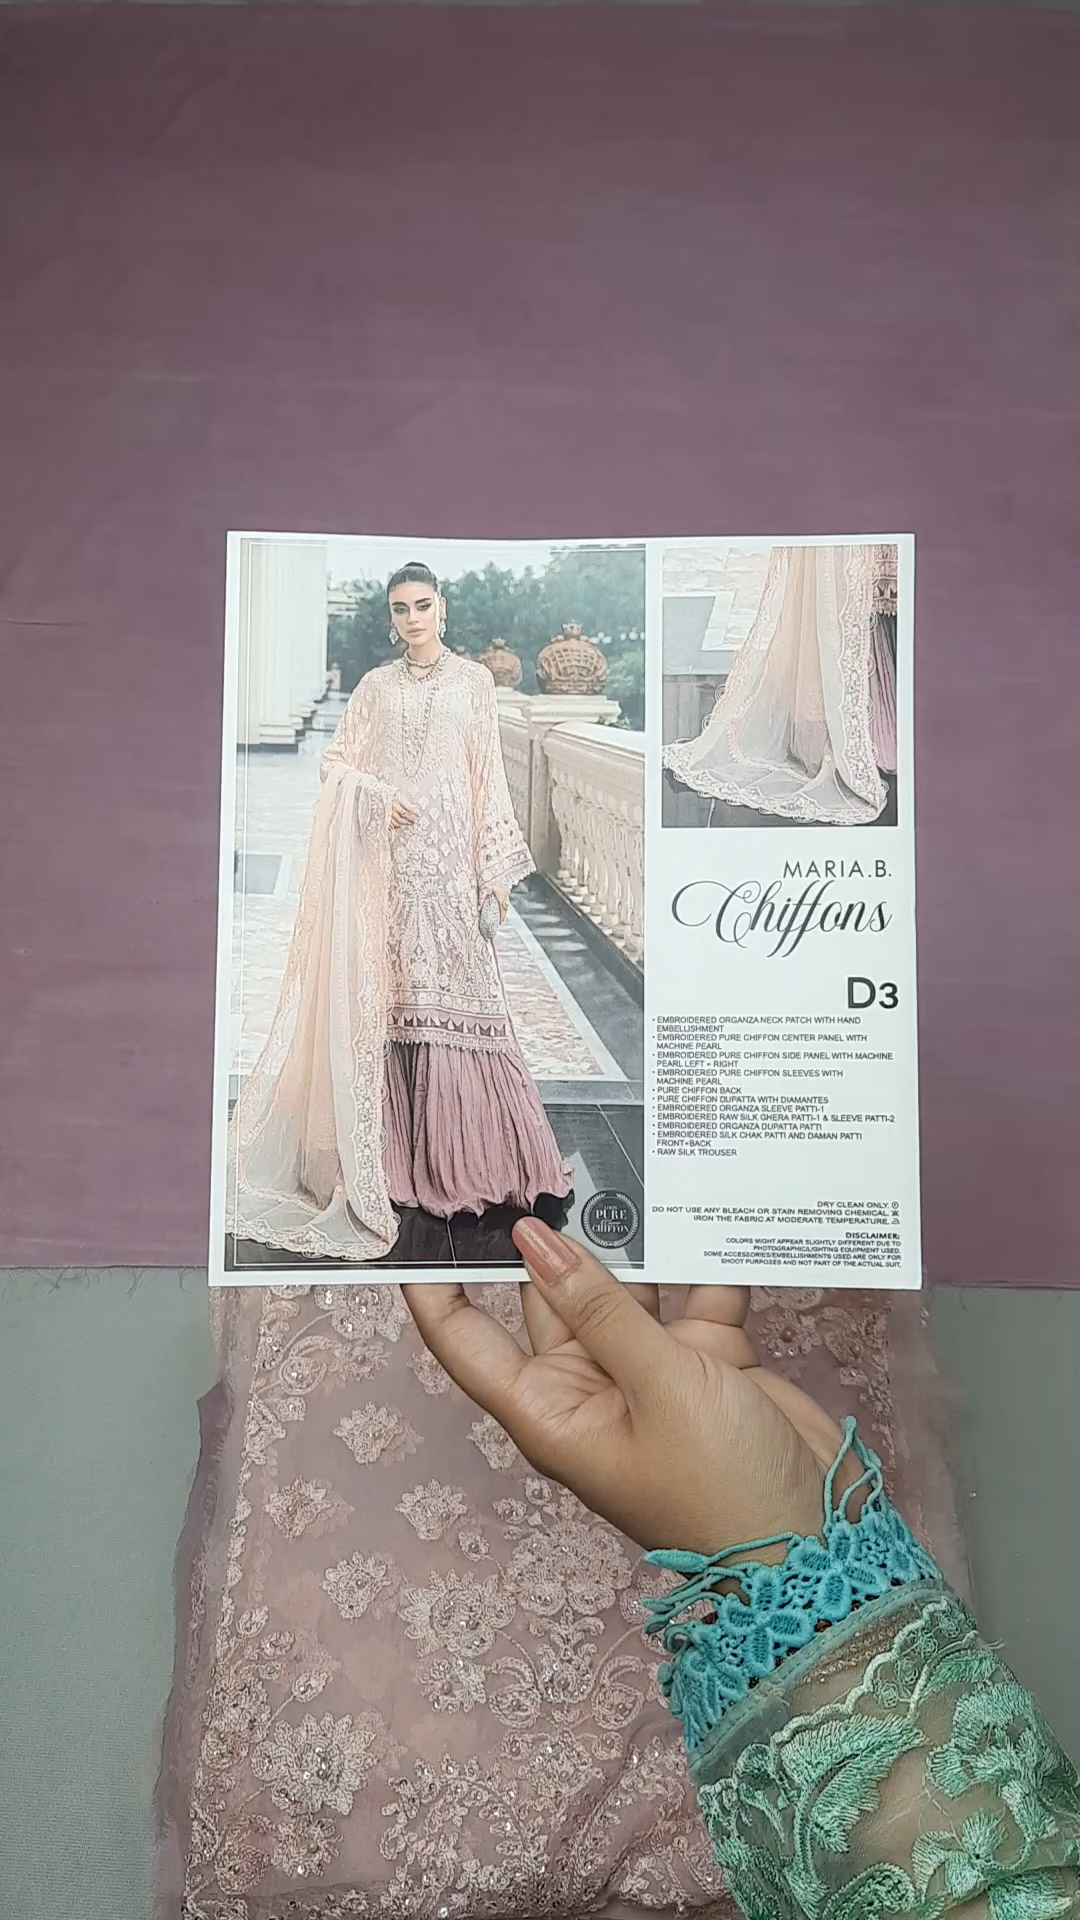 MARIA.B.
Chiffons
D3
• EMBROIDERED ORGANZA NECK PATCH WITH HAND
EMBELLISHMENT
• EMBROIDERED PURE CHIFFON CENTER PANEL WITH
MACHINE PEARL
• EMBROIDERED PURE CHIFFON SIDE PANEL WITH MACHINE
PEARL LEFT + RIGHT
• EMBROIDERED PURE CHIFFON SLEEVES WITH
MACHINE PEARL
• PURE CHIFFON BACK
• PURE CHIFFON DUPATTA WITH DIAMANTES
• EMBROIDERED ORGANZA SLEEVE PATTI-1
• EMBROIDERED RAW SILK GHERA PATTI-1 & SLEEVE PATTI-2
• EMBROIDERED ORGANZA DUPATTA PATTI
• EMBROIDERED SILK CHAK PATTI AND DAMAN PATTI
FRONT+BACK
• RAW SILK TROUSER
DRY CLEAN ONLY.
DO NOT USE ANY BLEACH OR STAIN REMOVING CHEMICAL.
IRON THE FABRIC AT MODERATE TEMPERATURE.
DISCLAIMER:
COLORS MIGHT APPEAR SLIGHTLY DIFFERENT DUE TO
PHOTOGRAPHIC/LIGHTING EQUIPMENT USED.
SOME ACCESSORIES/EMBELLISHMENTS USED ARE ONLY FOR
SHOOT PURPOSES AND NOT PART OF THE ACTUAL SUIT.
100%
PURE
CHIFFON